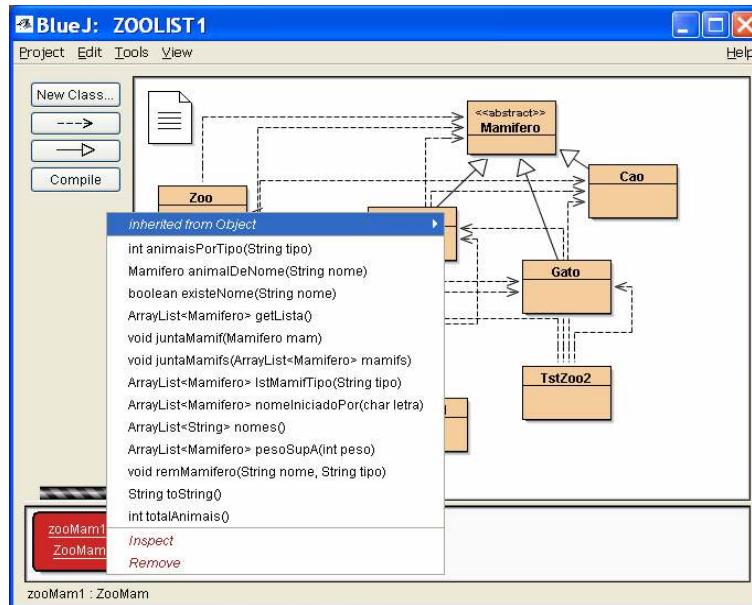 BlueJ: ZOOLIST1
Project Edit Tools View Help
New Class...
Compile
<<abstract>>
Mamifero
Cao
Zoo
Gato
TstZoo2
inherited from Object
int animaisPorTipo(String tipo)
Mamifero animalDeNome(String nome)
boolean existeNome(String nome)
ArrayList<Mamifero> getLista()
void juntaMamif(Mamifero mam)
void juntaMamifs(ArrayList<Mamifero> mamifs)
ArrayList<Mamifero> lstMamifTipo(String tipo)
ArrayList<Mamifero> nomeIniciadoPor(char letra)
ArrayList<String> nomes()
ArrayList<Mamifero> pesoSupA(int peso)
void remMamifero(String nome, String tipo)
String toString()
int totalAnimais()
Inspect
Remove
zooMam1
ZooMam
zooMam1 : ZooMam